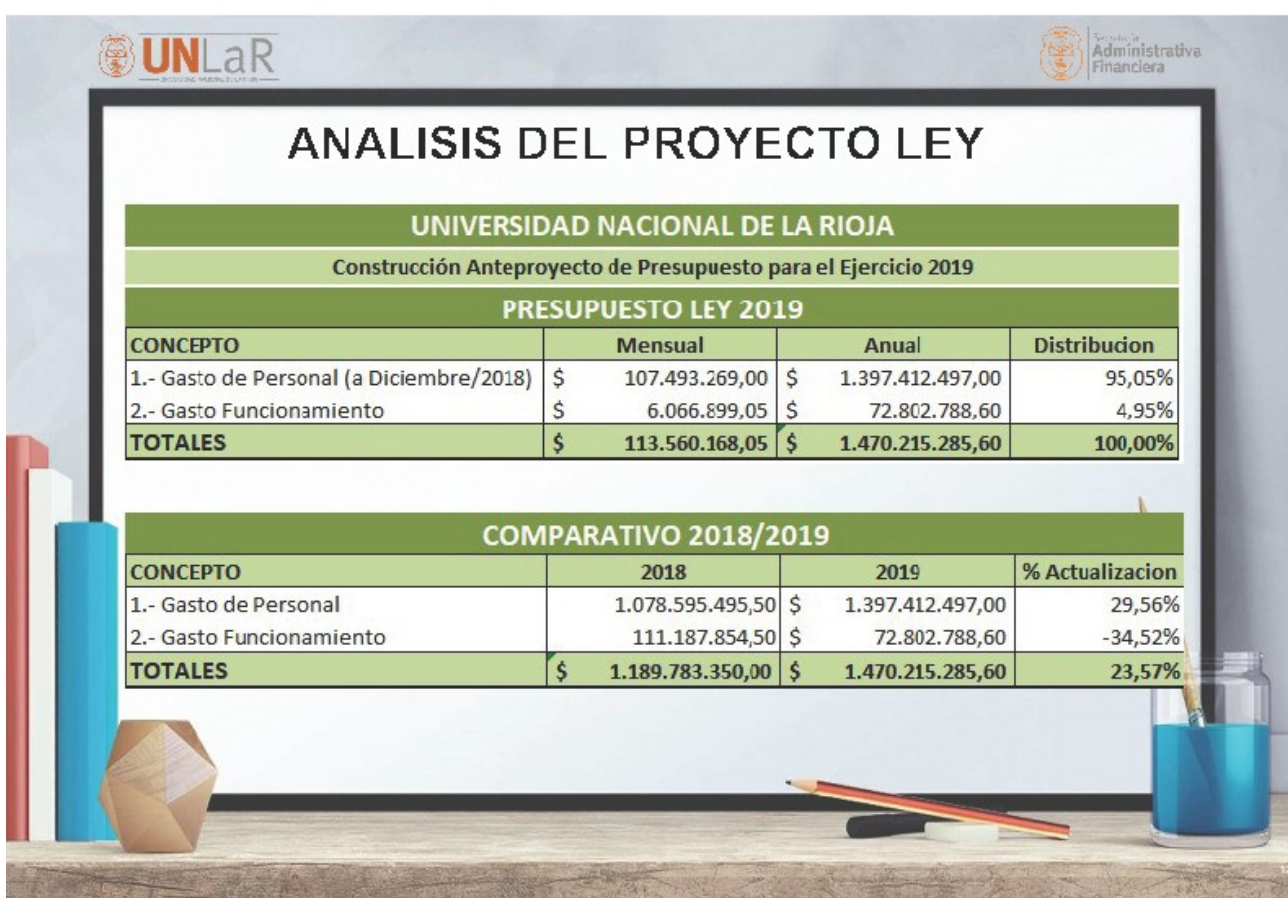 UNLaR
Secretaría
Administrativa
Financiera
ANALISIS DEL PROYECTO LEY
UNIVERSIDAD NACIONAL DE LA RIOJA
Construcción Anteproyecto de Presupuesto para el Ejercicio 2019
PRESUPUESTO LEY 2019
CONCEPTO Mensual Anual Distribucion
1.- Gasto de Personal (a Diciembre/2018) $ 107.493.269,00 $ 1.397.412.497,00 95,05%
2.- Gasto Funcionamiento $ 6.066.899,05 $ 72.802.788,60 4,95%
TOTALES $ 113.560.168,05 $ 1.470.215.285,60 100,00%
COMPARATIVO 2018/2019
CONCEPTO 2018 2019 % Actualizacion
1.- Gasto de Personal 1.078.595.495,50 $ 1.397.412.497,00 29,56%
2.- Gasto Funcionamiento 111.187.854,50 $ 72.802.788,60 -34,52%
TOTALES $ 1.189.783.350,00 $ 1.470.215.285,60 23,57%